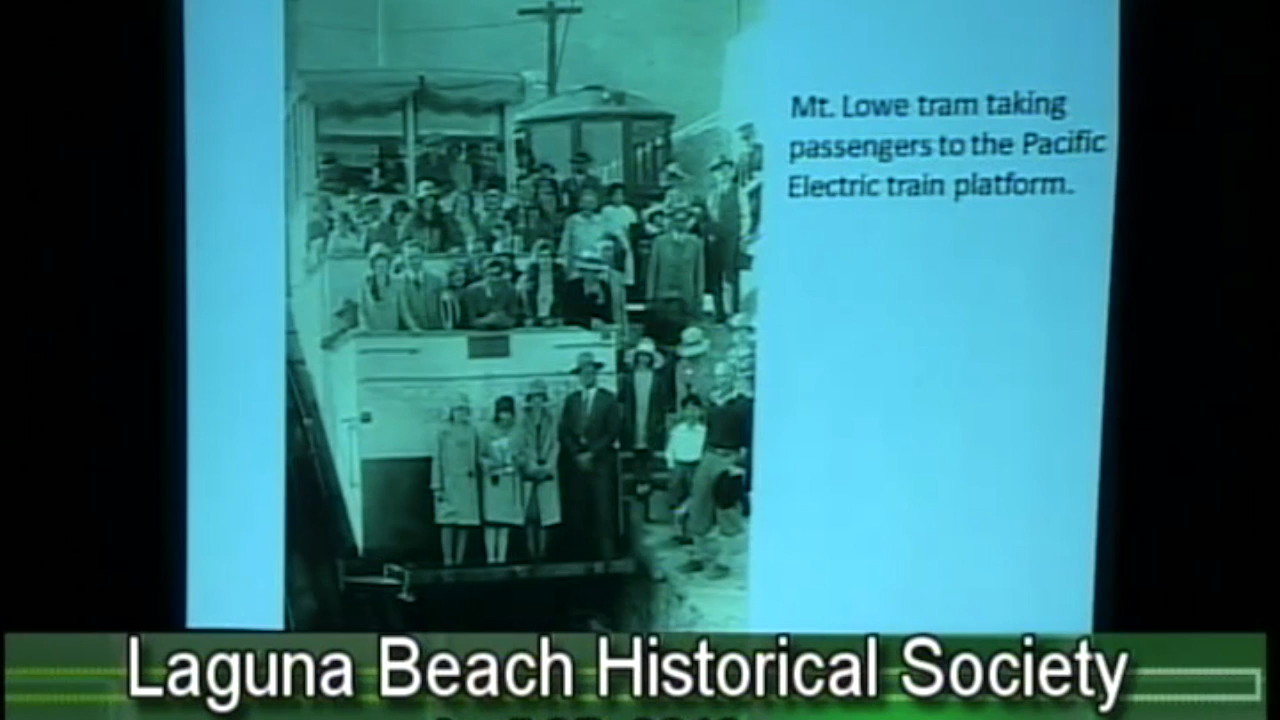 Mt. Lowe tram taking
passengers to the Pacific
Electric train platform.
Laguna Beach Historical Society